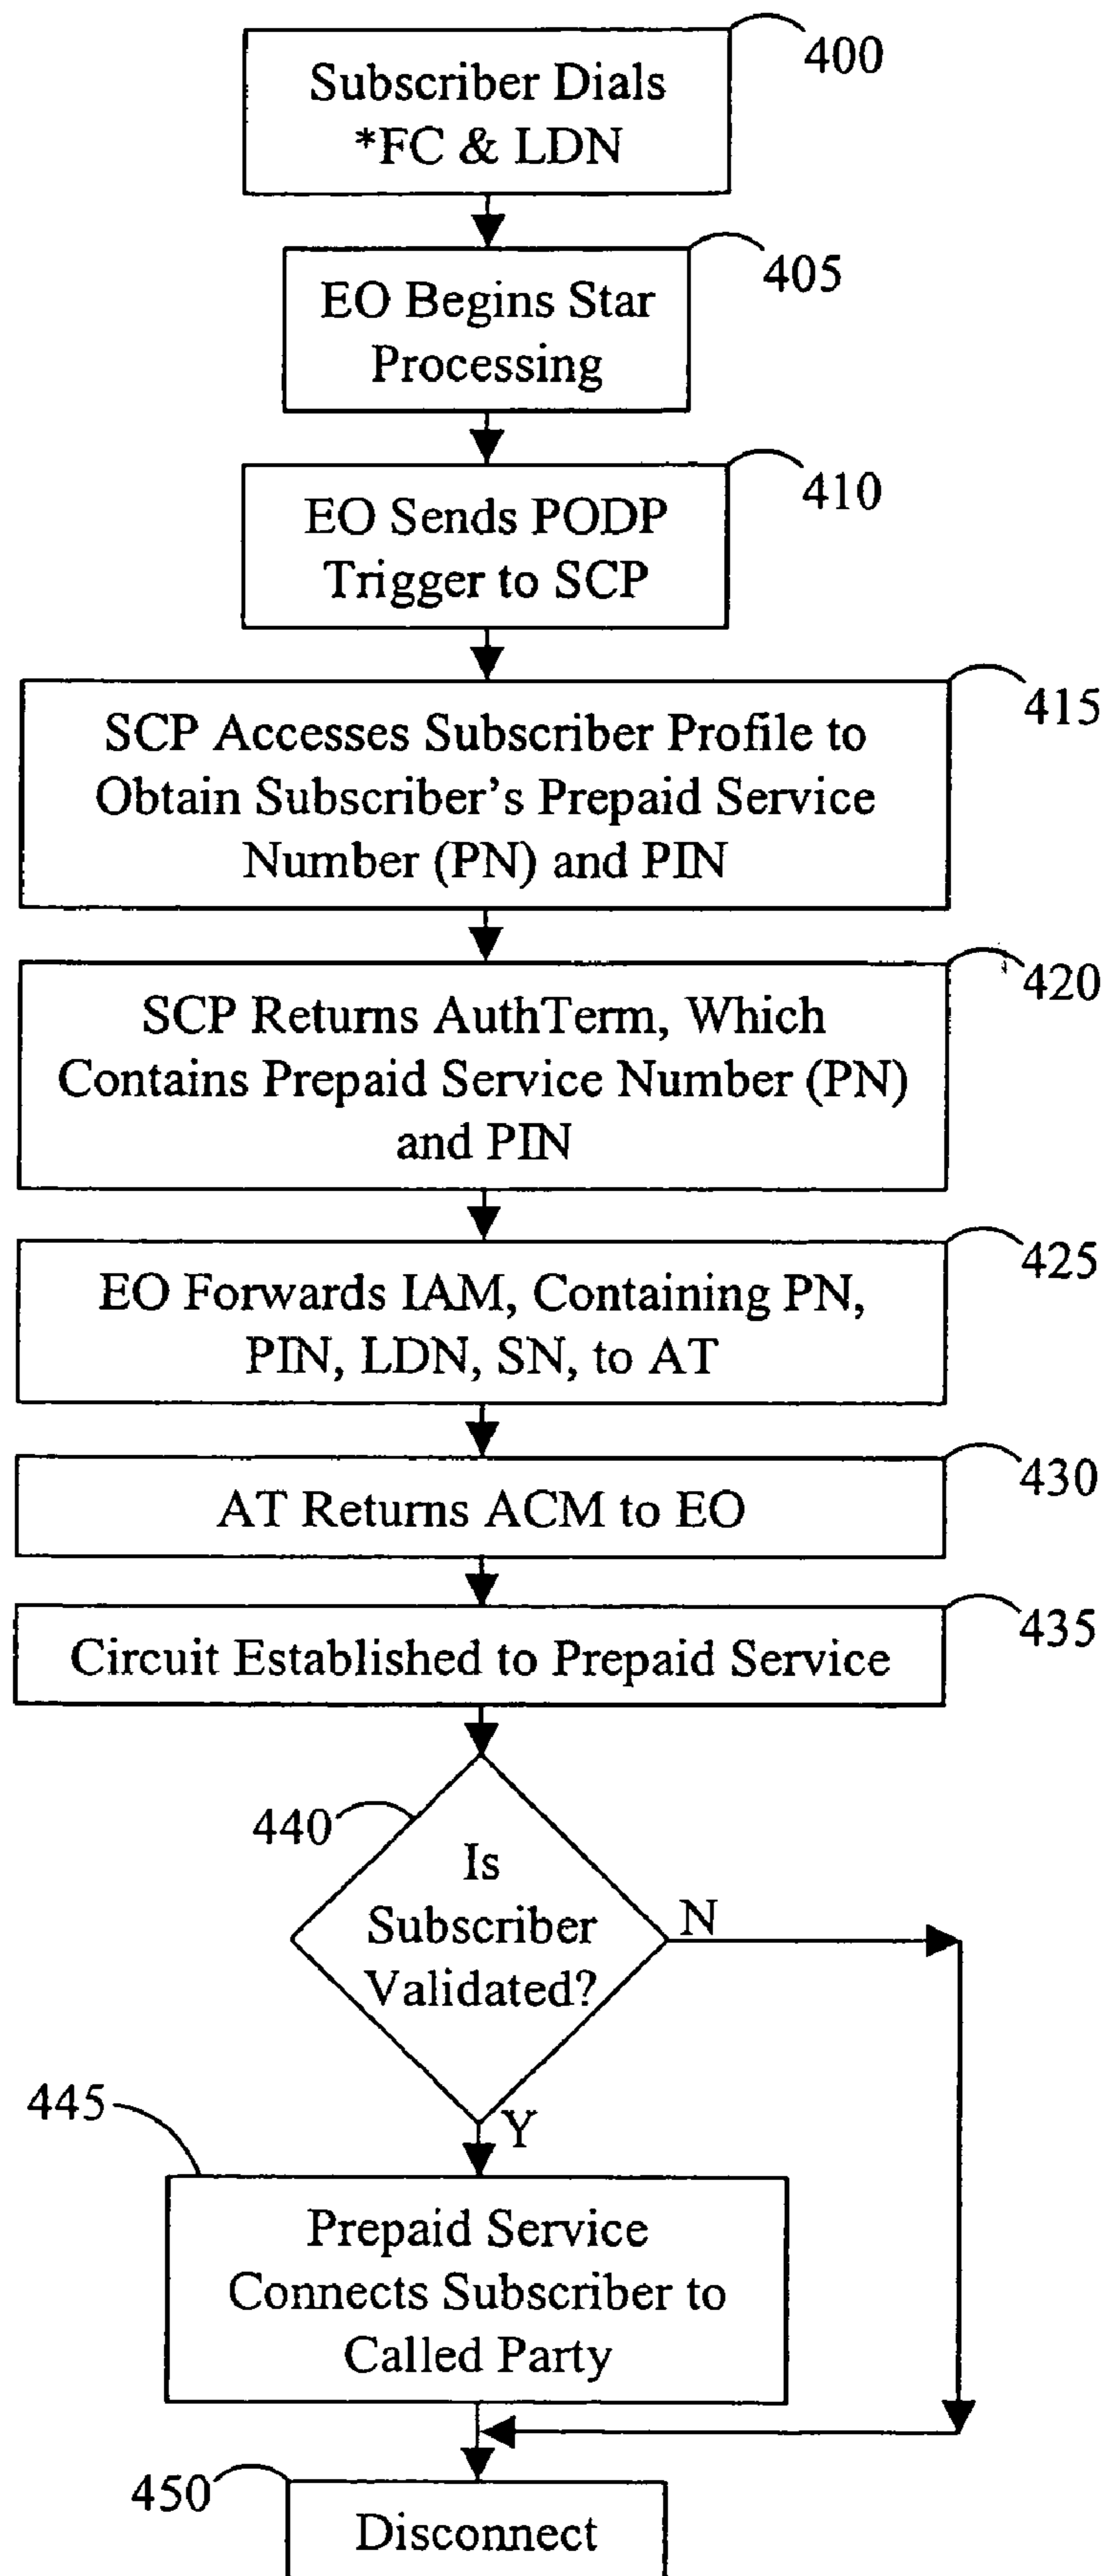 400
Subscriber Dials
*FC & LDN
405
EO Begins Star
Processing
410
EO Sends PODP
Trigger to SCP
415
SCP Accesses Subscriber Profile to
Obtain Subscriber's Prepaid Service
Number (PN) and PIN
420
SCP Returns AuthTerm, Which
Contains Prepaid Service Number (PN)
and PIN
425
EO Forwards IAM, Containing PN,
PIN, LDN, SN, to AT
430
AT Returns ACM to EO
435
Circuit Established to Prepaid Service
440
Is
Subscriber
Validated?
N
Y
445
Prepaid Service
Connects Subscriber to
Called Party
450
Disconnect